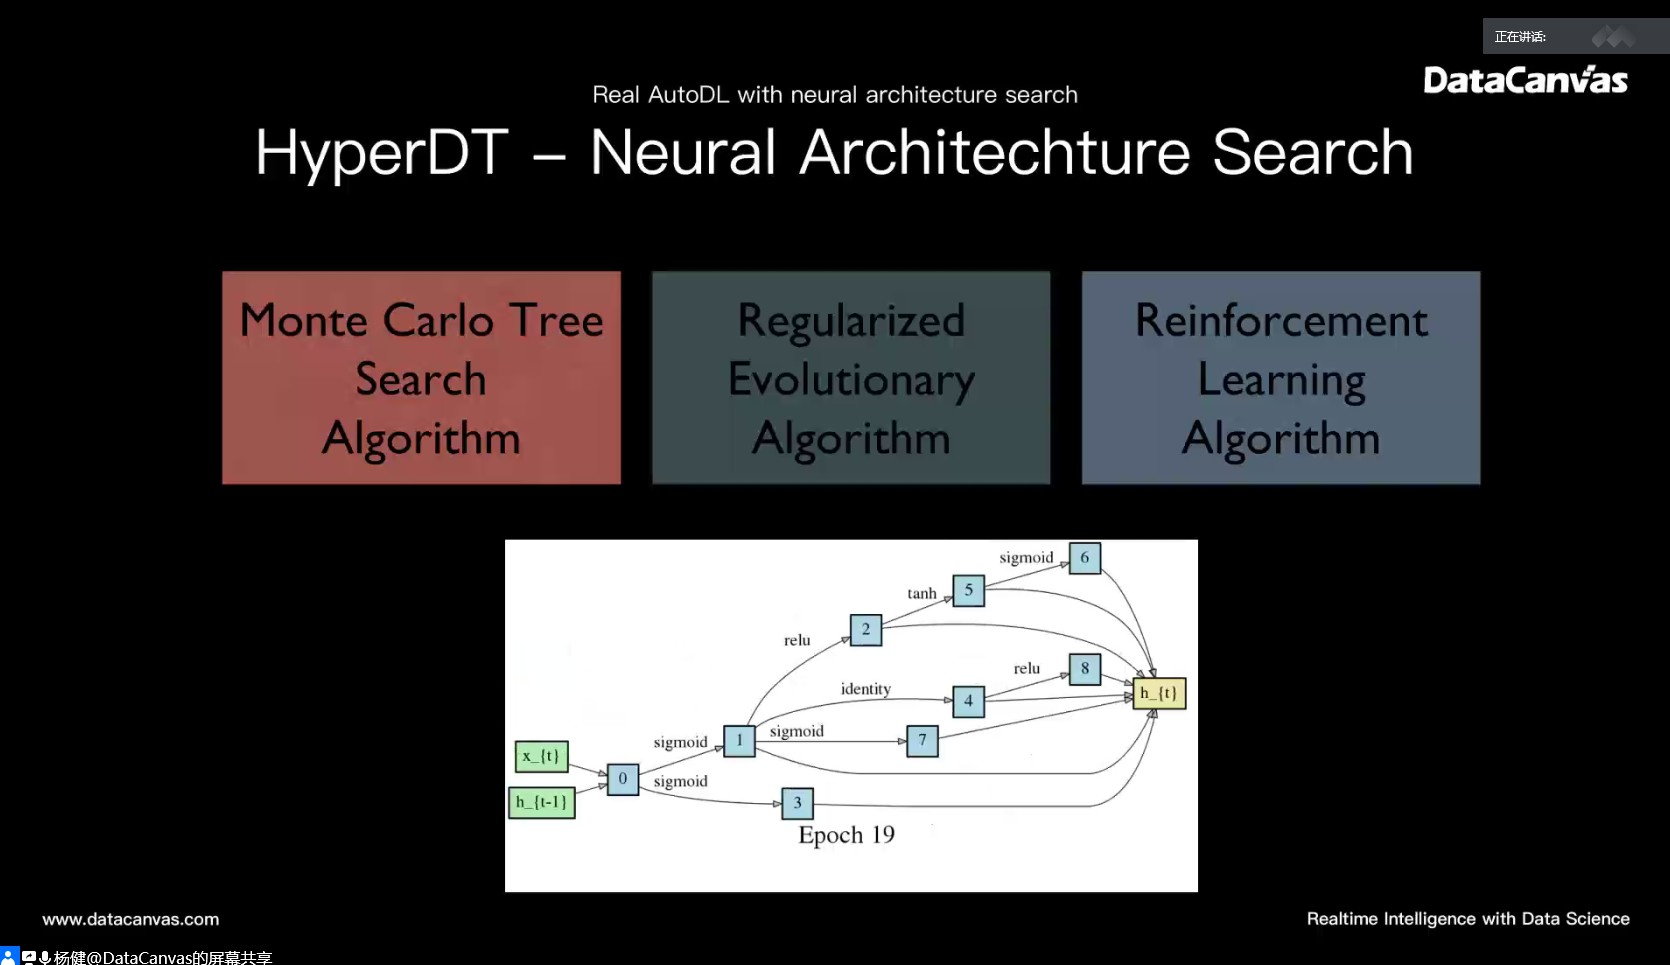 正在讲话:
DataCanvas
Real AutoDL with neural architecture search
HyperDT – Neural Architechture Search
Monte Carlo Tree
Search
Algorithm
Regularized
Evolutionary
Algorithm
Reinforcement
Learning
Algorithm
sigmoid
6
tanh
5
relu
2
relu
8
identity
4
h_{t}
sigmoid
7
sigmoid
1
x_{t}
0
sigmoid
h_{t-1}
3
Epoch 19
www.datacanvas.com
Realtime Intelligence with Data Science
杨健@DataCanvas的屏幕共享